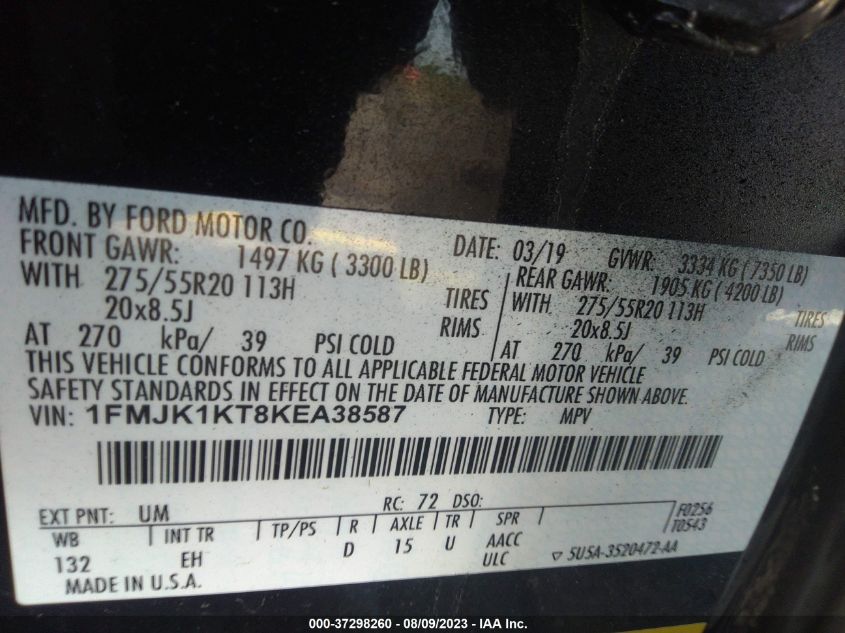 MFD. BY FORD MOTOR CO.
DATE: 03/19 GVWR: 3334 KG ( 7350 LB)
FRONT GAWR: 1497 KG ( 3300 LB)
WITH 275/55R20 113H TIRES
20x8.5J RIMS
AT 270 kPa/ 39 PSI COLD
REAR GAWR: 1905 KG ( 4200 LB)
WITH 275/55R20 113H TIRES
20x8.5J RIMS
AT 270 kPa/ 39 PSI COLD
THIS VEHICLE CONFORMS TO ALL APPLICABLE FEDERAL MOTOR VEHICLE
SAFETY STANDARDS IN EFFECT ON THE DATE OF MANUFACTURE SHOWN ABOVE.
VIN: 1FMJK1KT8KEA38587 TYPE: MPV
EXT PNT: UM RC: 72 DSO: F0256
T0543
WB INT TR TP/PS R AXLE TR SPR
132 EH D 15 U AACC
ULC
MADE IN U.S.A. 5U5A-3520472-AA
000-37298260 - 08/09/2023 - IAA Inc.